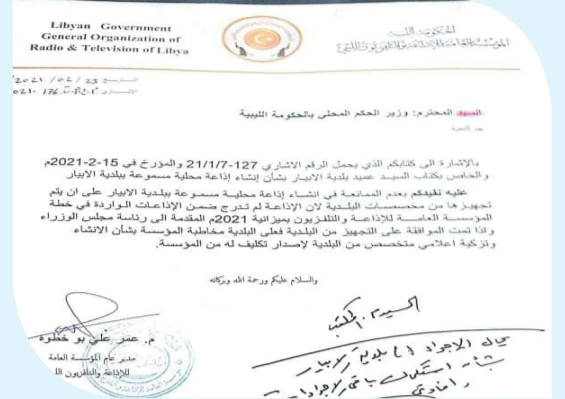 Libyan Government
General Organization of
Radio & Television of Libya
الحكومة الليبية
2021 / 02 / 23
السيد المحترم: وزير الحكم المحلي بالحكومة الليبية
بعد التحية
بالإشارة الى كتابكم الذي يحمل الرقم الاشاري 127-21/1/7 والمؤرخ في 15-2-2021م
والخاص بكتاب السيد عميد بلدية الابيار بشأن إنشاء إذاعة محلية مسموعة ببلدية الابيار
عليه نفيدكم بعدم الممانعة في انشاء إذاعة محلية مسموعة ببلدية الابيار على ان يتم
تجهيزها من مخصصات البلدية لان الإذاعة لم تدرج ضمن الإذاعات الواردة في خطة
المؤسسة العامة للإذاعة والتلفزيون بميزانية 2021م المقدمة الى رئاسة مجلس الوزراء
واذا تمت الموافقة على التجهيز من البلدية فعلى البلدية مخاطبة المؤسسة بشأن الانشاء
وتزكية اعلامي متخصص من البلدية لإصدار تكليف له من المؤسسة.
والسلام عليكم ورحمة الله وبركاته
م. عمر علي بو خطوة
مدير عام المؤسسة العامة
للإذاعة والتلفزيون